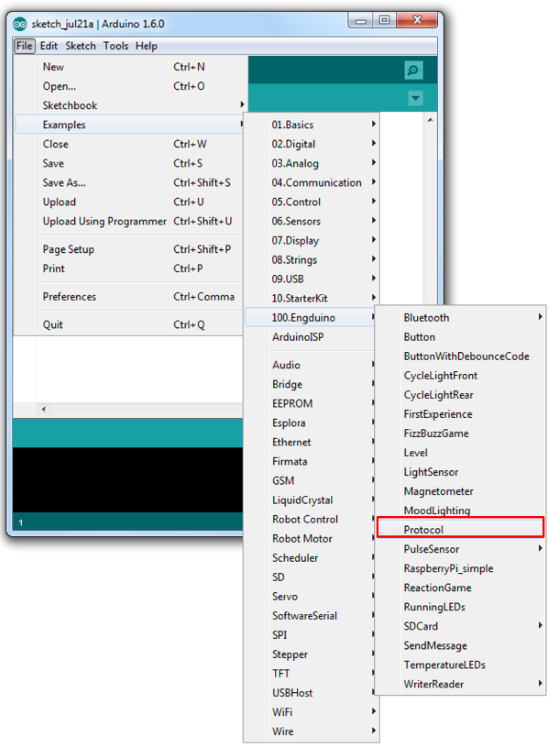 sketch_jul21a | Arduino 1.6.0
File Edit Sketch Tools Help
New Ctrl+N
Open... Ctrl+O
Sketchbook
Examples
Close Ctrl+W
Save Ctrl+S
Save As... Ctrl+Shift+S
Upload Ctrl+U
Upload Using Programmer Ctrl+Shift+U
Page Setup Ctrl+Shift+P
Print Ctrl+P
Preferences Ctrl+Comma
Quit Ctrl+Q
1
01.Basics
02.Digital
03.Analog
04.Communication
05.Control
06.Sensors
07.Display
08.Strings
09.USB
10.StarterKit
100.Engduino
ArduinoISP
Audio
Bridge
EEPROM
Esplora
Ethernet
Firmata
GSM
LiquidCrystal
Robot Control
Robot Motor
Scheduler
SD
Servo
SoftwareSerial
SPI
Stepper
TFT
USBHost
WiFi
Wire
Bluetooth
Button
ButtonWithDebounceCode
CycleLightFront
CycleLightRear
FirstExperience
FizzBuzzGame
Level
LightSensor
Magnetometer
MoodLighting
Protocol
PulseSensor
RaspberryPi_simple
ReactionGame
RunningLEDs
SDCard
SendMessage
TemperatureLEDs
WriterReader